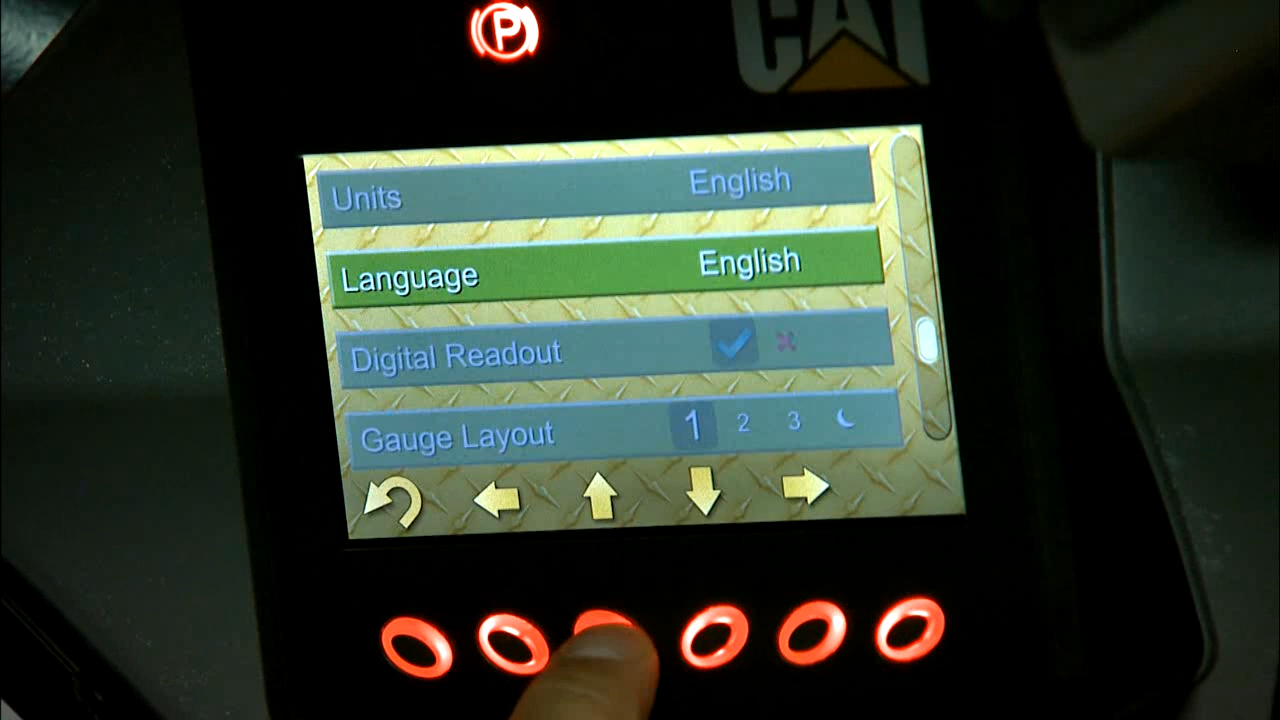 P
CAT
Units English
Language English
Digital Readout
Gauge Layout 1 2 3